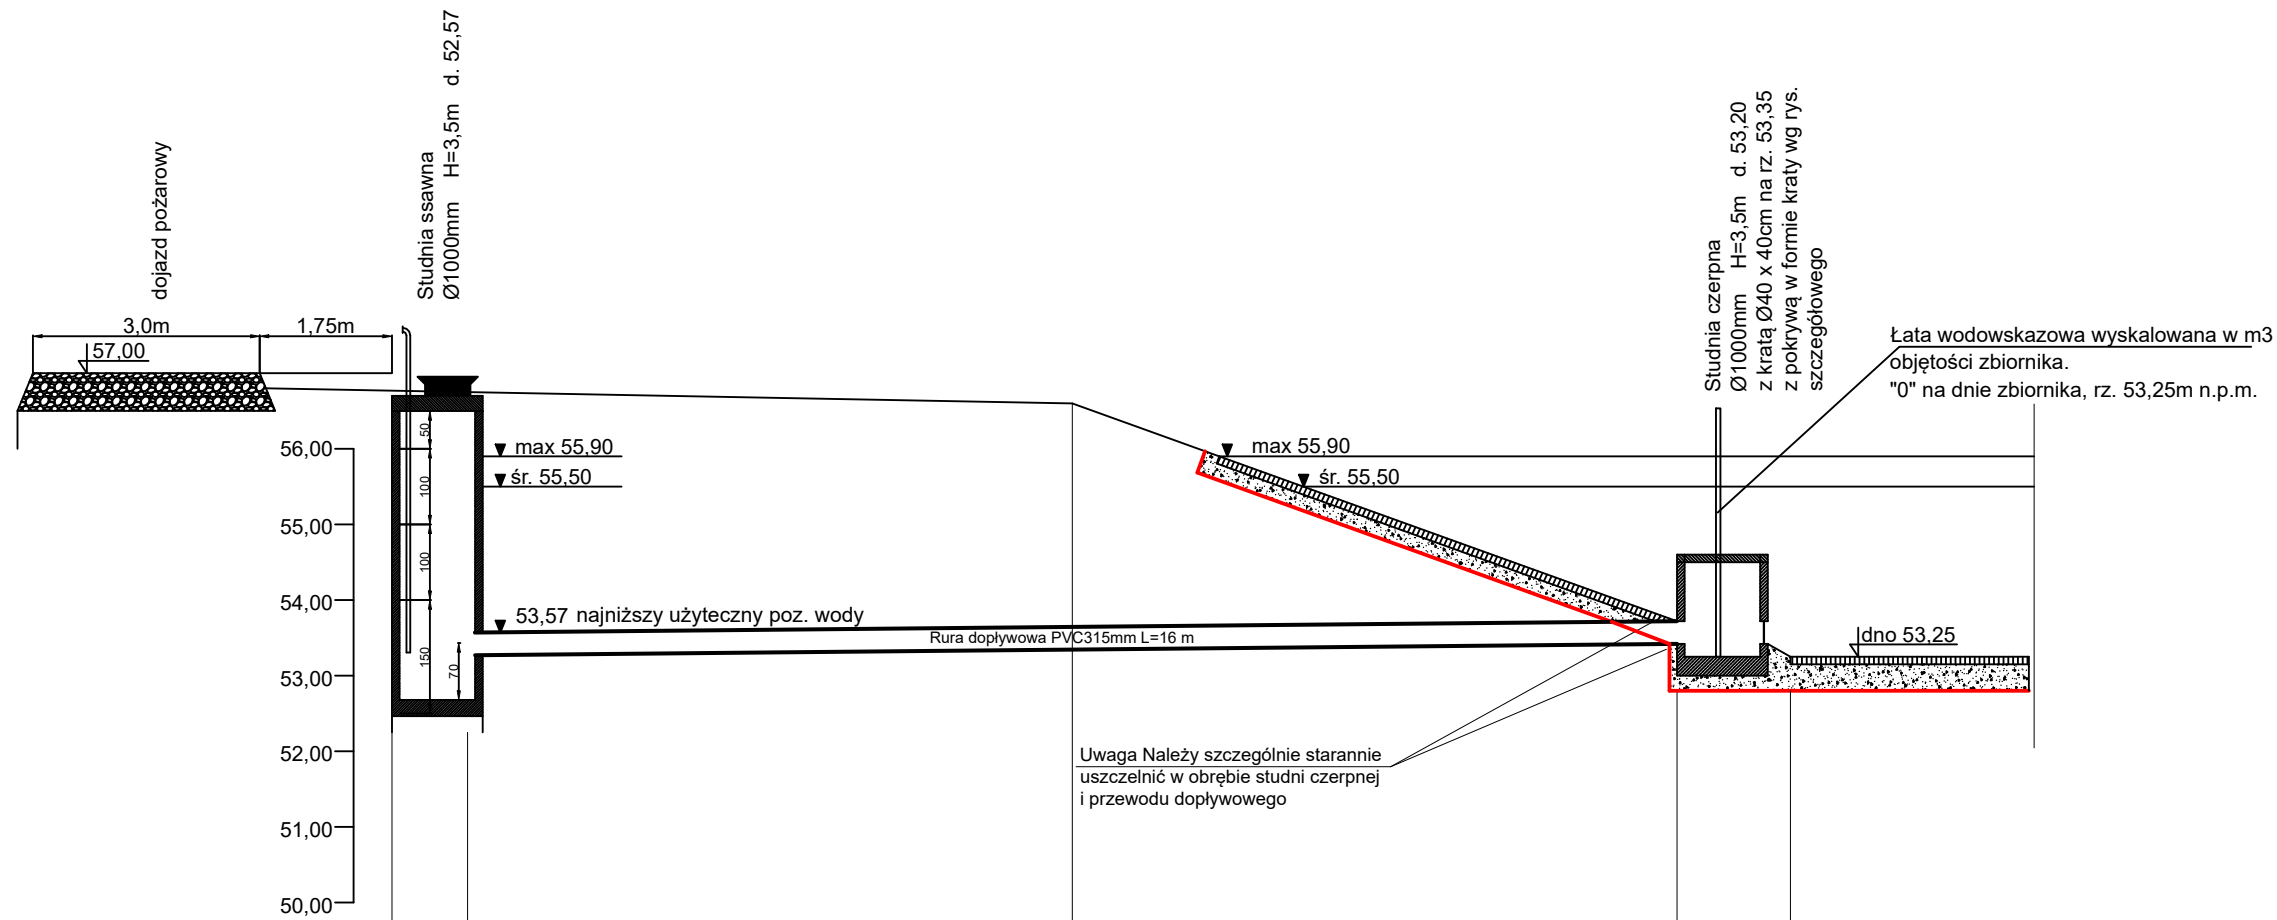 dojazd pożarowy
Studnia ssawna
Ø1000mm H=3,5m d. 52,57
Studnia czerpna
Ø1000mm H=3,5m d. 53,20
z kratą Ø40 x 40cm na rz. 53,35
z pokrywą w formie kraty wg rys.
szczegółowego
3,0m
1,75m
57,00
Łata wodowskazowa wyskalowana w m3
objętości zbiornika.
"0" na dnie zbiornika, rz. 53,25m n.p.m.
max 55,90
śr. 55,50
max 55,90
śr. 55,50
50
100
100
150
70
56,00
55,00
54,00
53,00
52,00
51,00
50,00
53,57 najniższy użyteczny poz. wody
Rura dopływowa PVC315mm L=16 m
dno 53,25
Uwaga Należy szczególnie starannie
uszczelnić w obrębie studni czerpnej
i przewodu dopływowego